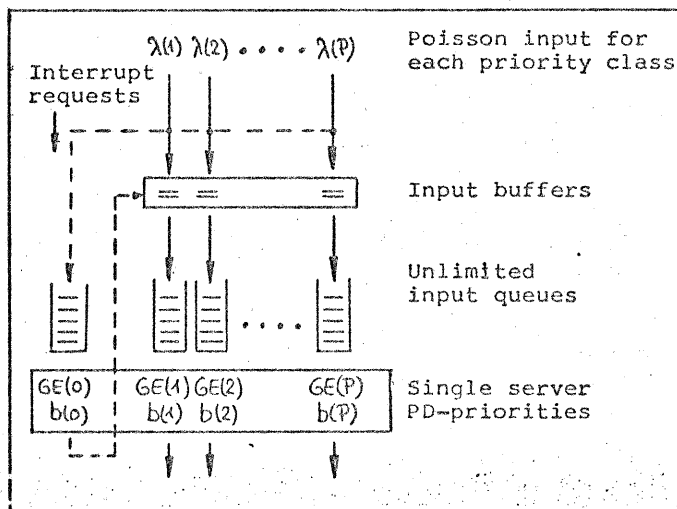 λ(1) λ(2) • • • • λ(P)
Poisson input for
each priority class
Interrupt
requests
Input buffers
Unlimited
input queues
GE(0) GE(1) GE(2) GE(P)
b(0) b(1) b(2) b(P)
Single server
PD-priorities